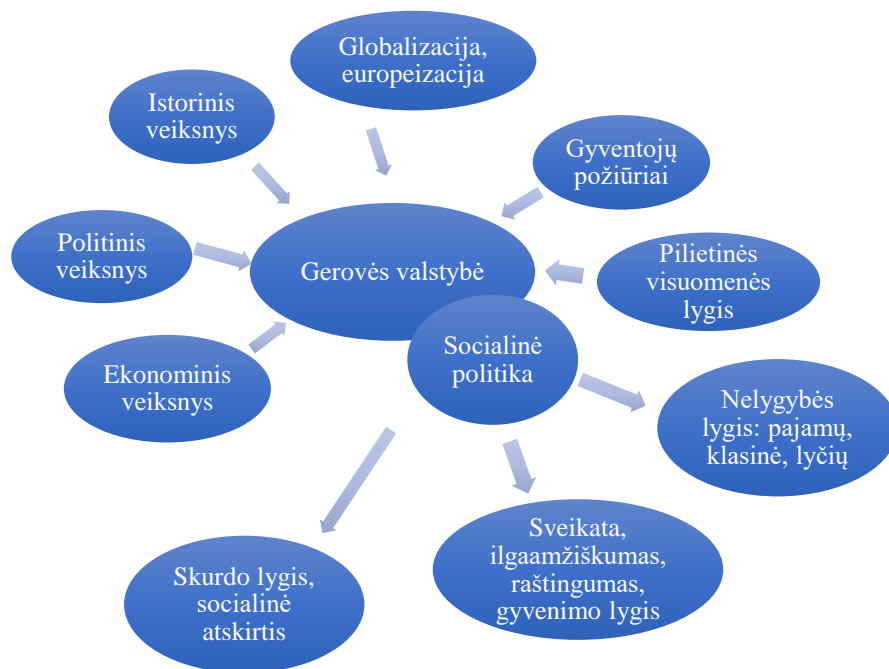 Globalizacija,
europeizacija
Istorinis
veiksnys
Gyventojų
požiūriai
Politinis
veiksnys
Gerovės valstybė
Pilietinės
visuomenės
lygis
Ekonominis
veiksnys
Socialinė
politika
Nelygybės
lygis: pajamų,
klasinė, lyčių
Skurdo lygis,
socialinė
atskirtis
Sveikata,
ilgaamžiškumas,
raštingumas,
gyvenimo lygis